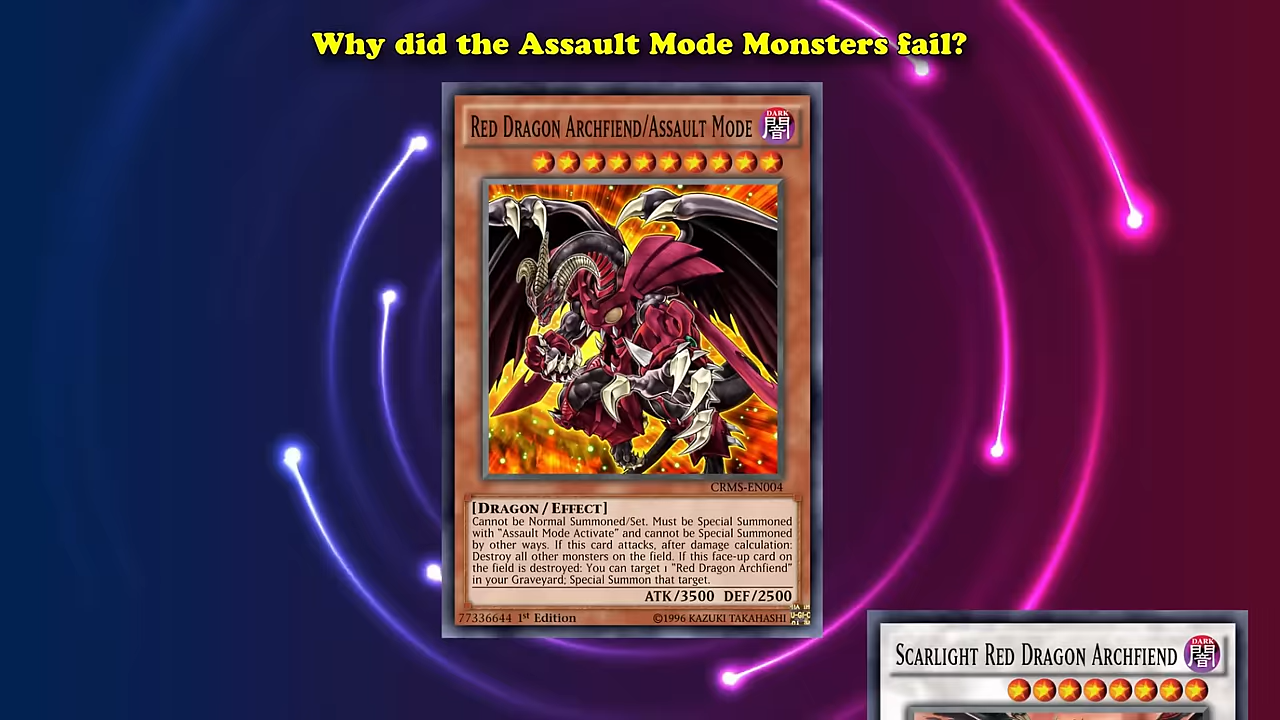 Why did the Assault Mode Monsters fail?
RED DRAGON ARCHFIEND/ASSAULT MODE
DARK
闇
CRMS-EN004
[DRAGON / EFFECT]
Cannot be Normal Summoned/Set. Must be Special Summoned
with "Assault Mode Activate" and cannot be Special Summoned
by other ways. If this card attacks, after damage calculation:
Destroy all other monsters on the field. If this face-up card on
the field is destroyed: You can target 1 "Red Dragon Archfiend"
in your Graveyard; Special Summon that target.
ATK/3500 DEF/2500
77336644 1st Edition ©1996 KAZUKI TAKAHASHI
SCARLIGHT RED DRAGON ARCHFIEND
DARK
闇